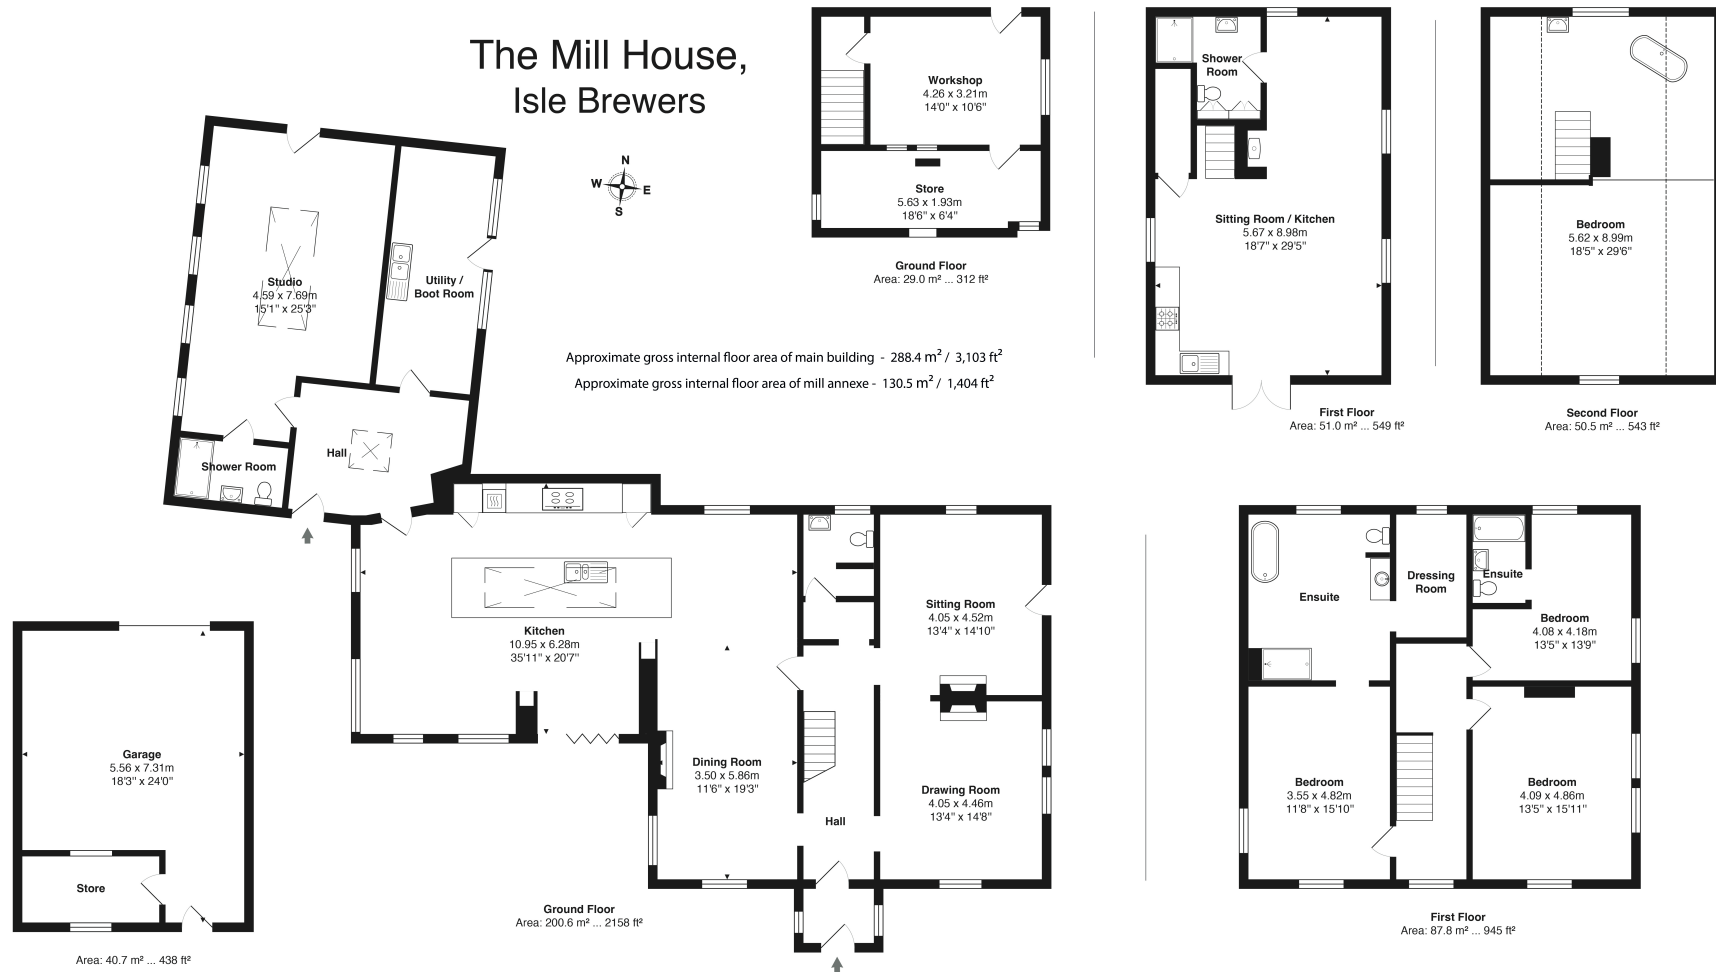 The Mill House,
Isle Brewers
N
W
E
S
Workshop
4.26 x 3.21m
14'0" x 10'6"
Store
5.63 x 1.93m
18'6" x 6'4"
Ground Floor
Area: 29.0 m² ... 312 ft²
Shower
Room
Sitting Room / Kitchen
5.67 x 8.98m
18'7" x 29'5"
First Floor
Area: 51.0 m² ... 549 ft²
Bedroom
5.62 x 8.99m
18'5" x 29'6"
Second Floor
Area: 50.5 m² ... 543 ft²
Studio
4.59 x 7.69m
15'1" x 25'3"
Utility /
Boot Room
Approximate gross internal floor area of main building - 288.4 m² / 3,103 ft²
Approximate gross internal floor area of mill annexe - 130.5 m² / 1,404 ft²
Hall
Shower Room
Kitchen
10.95 x 6.28m
35'11" x 20'7"
Sitting Room
4.05 x 4.52m
13'4" x 14'10"
Dining Room
3.50 x 5.86m
11'6" x 19'3"
Drawing Room
4.05 x 4.46m
13'4" x 14'8"
Hall
Ground Floor
Area: 200.6 m² ... 2158 ft²
Garage
5.56 x 7.31m
18'3" x 24'0"
Store
Area: 40.7 m² ... 438 ft²
Ensuite
Dressing
Room
Ensuite
Bedroom
4.08 x 4.18m
13'5" x 13'9"
Bedroom
3.55 x 4.82m
11'8" x 15'10"
Bedroom
4.09 x 4.86m
13'5" x 15'11"
First Floor
Area: 87.8 m² ... 945 ft²